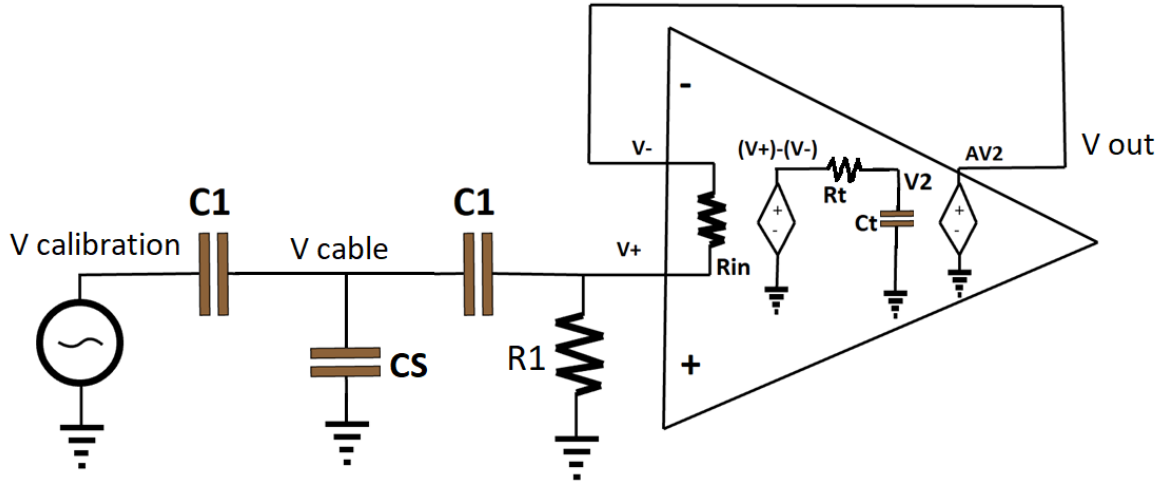 -
V-
(V+)-(V-)
AV2
V out
Rt
V2
C1
C1
Ct
V calibration
V cable
V+
Rin
+
-
+
-
CS
R1
+